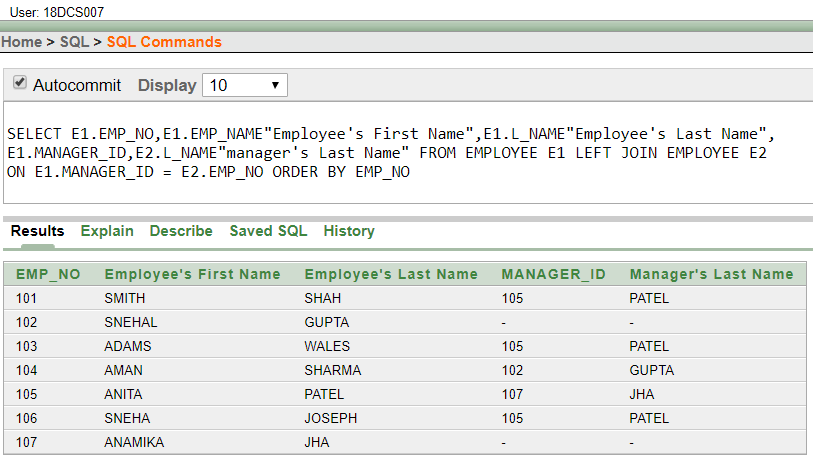 User: 18DCS007
Home > SQL > SQL Commands
Autocommit Display 10
SELECT E1.EMP_NO,E1.EMP_NAME"Employee's First Name",E1.L_NAME"Employee's Last Name",
E1.MANAGER_ID,E2.L_NAME"manager's Last Name" FROM EMPLOYEE E1 LEFT JOIN EMPLOYEE E2
ON E1.MANAGER_ID = E2.EMP_NO ORDER BY EMP_NO
Results Explain Describe Saved SQL History
EMP_NO Employee's First Name Employee's Last Name MANAGER_ID Manager's Last Name
101 SMITH SHAH 105 PATEL
102 SNEHAL GUPTA - -
103 ADAMS WALES 105 PATEL
104 AMAN SHARMA 102 GUPTA
105 ANITA PATEL 107 JHA
106 SNEHA JOSEPH 105 PATEL
107 ANAMIKA JHA - -